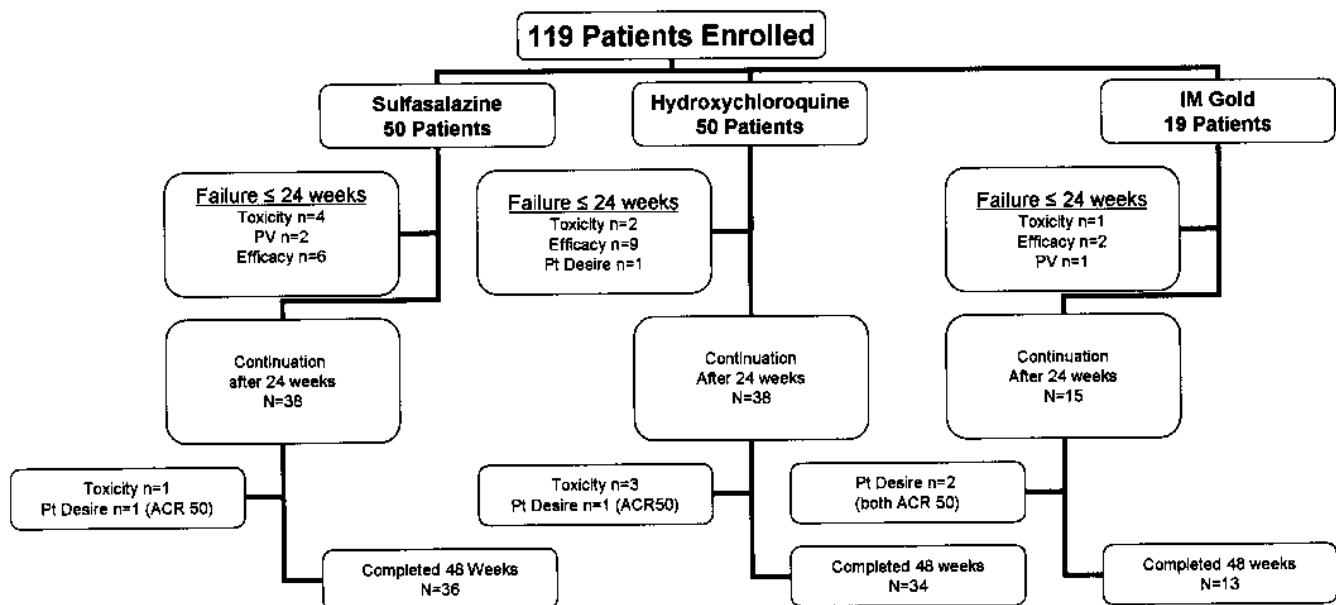 119 Patients Enrolled
Sulfasalazine
50 Patients
Hydroxychloroquine
50 Patients
IM Gold
19 Patients
Failure ≤ 24 weeks
Toxicity n=4
PV n=2
Efficacy n=6
Failure ≤ 24 weeks
Toxicity n=2
Efficacy n=9
Pt Desire n=1
Failure ≤ 24 weeks
Toxicity n=1
Efficacy n=2
PV n=1
Continuation
after 24 weeks
N=38
Continuation
After 24 weeks
N=38
Continuation
After 24 weeks
N=15
Toxicity n=1
Pt Desire n=1 (ACR 50)
Toxicity n=3
Pt Desire n=1 (ACR50)
Pt Desire n=2
(both ACR 50)
Completed 48 Weeks
N=36
Completed 48 weeks
N=34
Completed 48 weeks
N=13